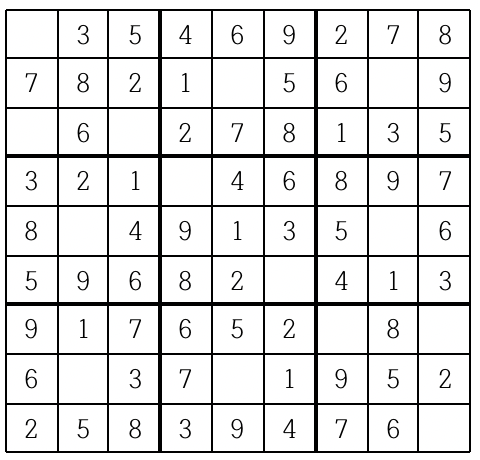 3 5 4 6 9 2 7 8
7 8 2 1 5 6 9
6 2 7 8 1 3 5
3 2 1 4 6 8 9 7
8 4 9 1 3 5 6
5 9 6 8 2 4 1 3
9 1 7 6 5 2 8
6 3 7 1 9 5 2
2 5 8 3 9 4 7 6